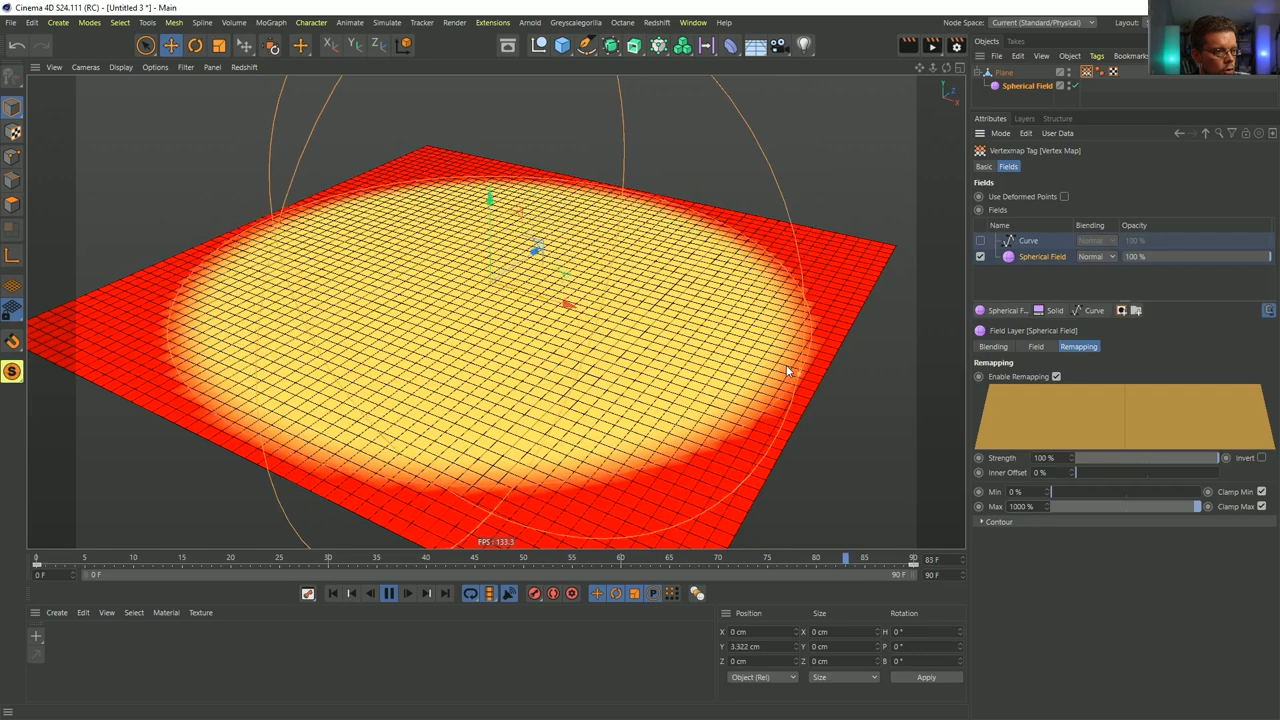 Cinema 4D S24.111 (RC) - [Untitled 3 *] - Main
File Edit Create Modes Select Tools Mesh Spline Volume MoGraph Character Animate Simulate Tracker Render Extensions Arnold Greyscalegorilla Octane Redshift Window Help Node Space: Current (Standard/Physical) Layout:
Objects Takes
File Edit View Object Tags Bookmarks
View Cameras Display Options Filter Panel Redshift
Plane
Spherical Field
Attributes Layers Structure
Mode Edit User Data
Vertexmap Tag [Vertex Map]
Basic Fields
Fields
Use Deformed Points
Fields
Name Blending Opacity
Curve Normal 100 %
Spherical Field Normal 100 %
Spherical F... Solid Curve
Field Layer [Spherical Field]
Blending Field Remapping
Remapping
Enable Remapping
Strength 100 % Invert
Inner Offset 0 %
Min 0 % Clamp Min
Max 1000 % Clamp Max
Contour
FPS : 133.3
0 5 10 15 20 25 30 35 40 45 50 55 60 65 70 75 80 85 90 83 F
0 F 0 F 90 F 90 F
Create Edit View Select Material Texture
Position Size Rotation
X 0 cm X 0 cm H 0 °
Y 3.322 cm Y 0 cm P 0 °
Z 0 cm Z 0 cm B 0 °
Object (Rel) Size Apply